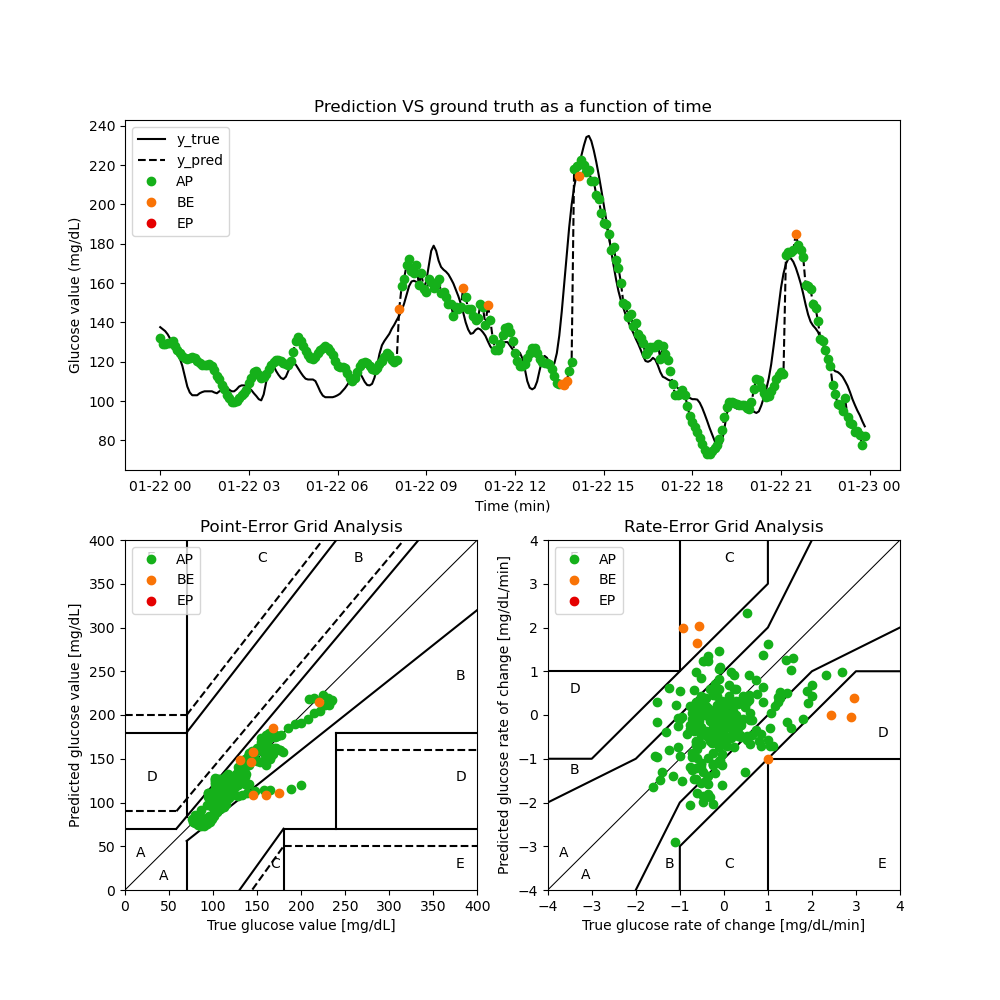 Prediction VS ground truth as a function of time
240
220
200
180
160
140
120
100
80
Glucose value (mg/dL)
y_true
y_pred
AP
BE
EP
01-22 00 01-22 03 01-22 06 01-22 09 01-22 12 01-22 15 01-22 18 01-22 21 01-23 00
Time (min)
Point-Error Grid Analysis
400
350
300
250
200
150
100
50
0
Predicted glucose value [mg/dL]
AP
BE
EP
C B
B
D D
A
A C E
0 50 100 150 200 250 300 350 400
True glucose value [mg/dL]
Rate-Error Grid Analysis
4
3
2
1
0
−1
−2
−3
−4
Predicted glucose rate of change [mg/dL/min]
AP
BE
EP
C
D
D
B
A
A B C E
−4 −3 −2 −1 0 1 2 3 4
True glucose rate of change [mg/dL/min]